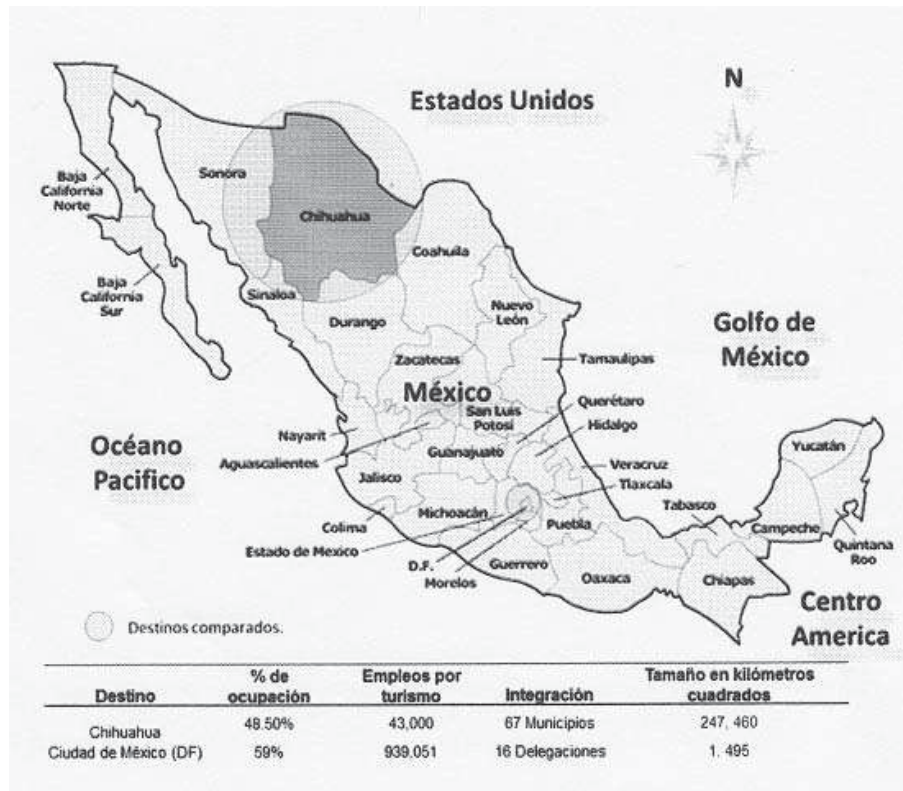 Estados Unidos
N
Sonora
Baja
California
Norte
Chihuahua
Coahuila
Baja
California
Sur
Sinaloa
Nuevo
León
Durango
Golfo de
México
Zacatecas
Tamaulipas
México
Querétaro
San Luis
Potosí
Hidalgo
Océano
Pacifico
Nayarit
Guanajuato
Yucatán
Aguascalientes
Veracruz
Jalisco
Tlaxcala
Tabasco
Michoacán
Colima
Puebla
Campeche
Estado de Mexico
Quintana
Roo
D.F.
Guerrero
Morelos
Oaxaca
Chiapas
Centro
America
Destinos comparados.
Destino % de ocupación Empleos por turismo Integración Tamaño en kilómetros cuadrados
Chihuahua 48.50% 43,000 67 Municipios 247, 460
Ciudad de México (DF) 59% 939,051 16 Delegaciones 1. 495